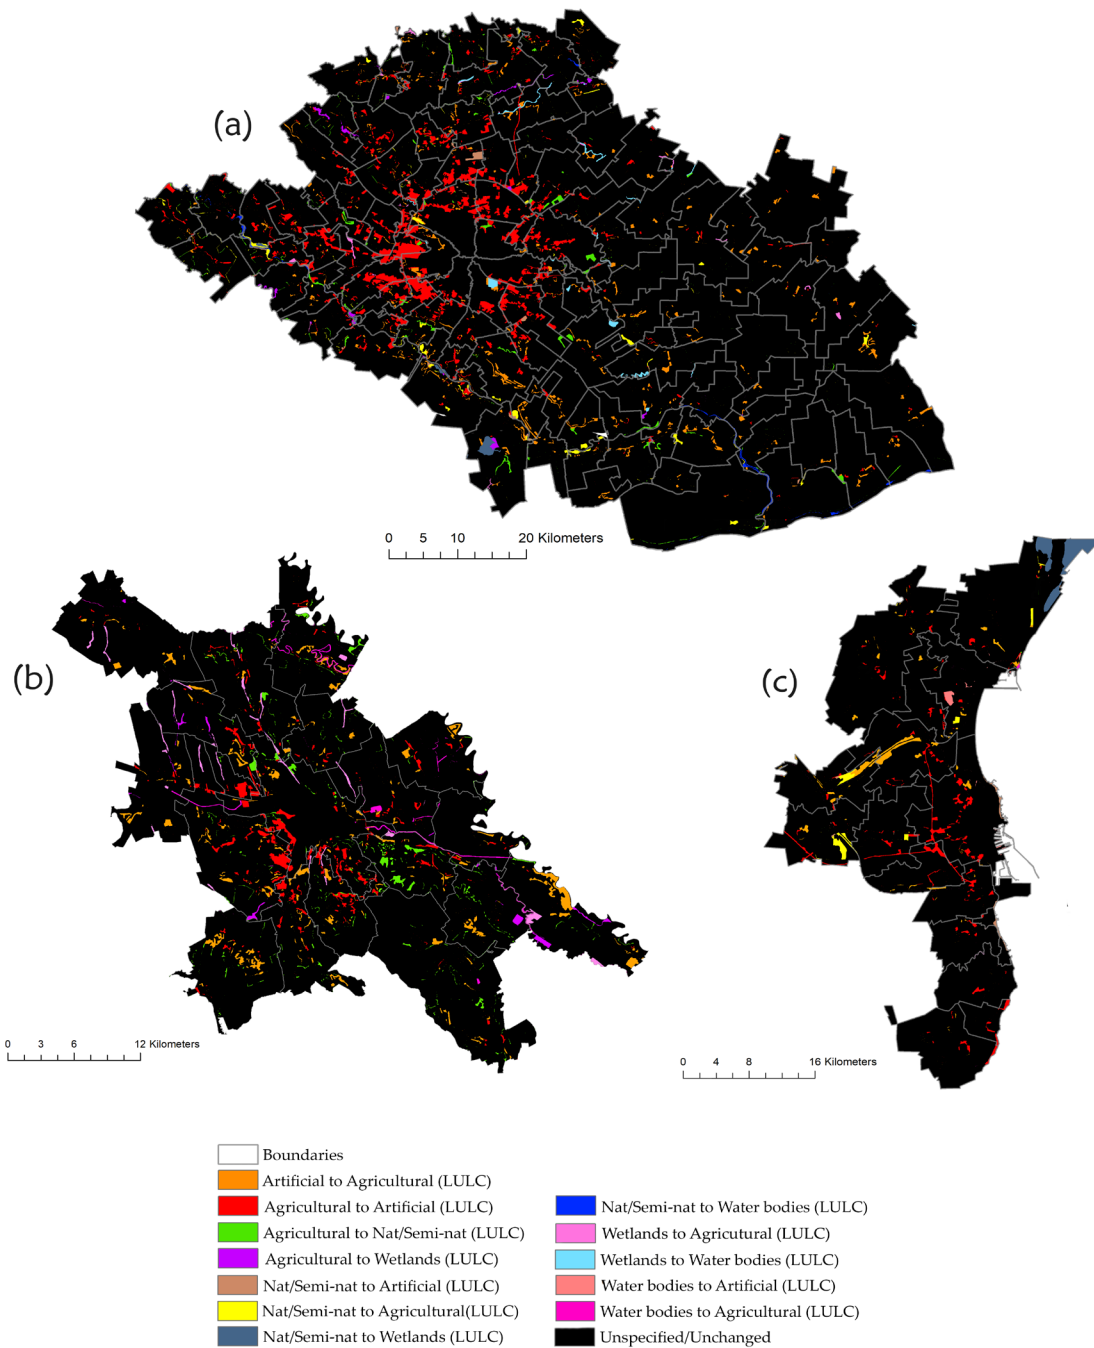 (a)
0 5 10 20 Kilometers
(b)
(c)
0 3 6 12 Kilometers
0 4 8 16 Kilometers
Boundaries
Artificial to Agricultural (LULC)
Agricultural to Artificial (LULC)
Agricultural to Nat/Semi-nat (LULC)
Agricultural to Wetlands (LULC)
Nat/Semi-nat to Artificial (LULC)
Nat/Semi-nat to Agricultural(LULC)
Nat/Semi-nat to Wetlands (LULC)
Nat/Semi-nat to Water bodies (LULC)
Wetlands to Agricutural (LULC)
Wetlands to Water bodies (LULC)
Water bodies to Artificial (LULC)
Water bodies to Agricultural (LULC)
Unspecified/Unchanged